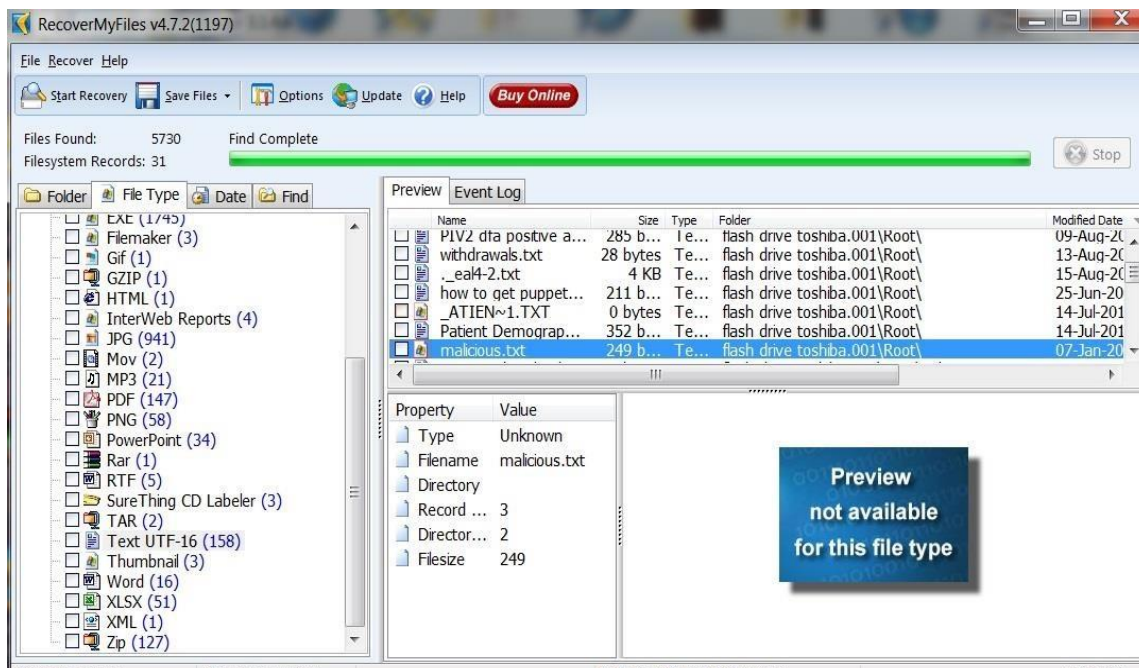 RecoverMyFiles v4.7.2(1197)
File Recover Help
Start Recovery Save Files Options Update Help Buy Online
Files Found: 5730 Find Complete
Filesystem Records: 31
Stop
Folder File Type Date Find
EXE (1745)
Filemaker (3)
Gif (1)
GZIP (1)
HTML (1)
InterWeb Reports (4)
JPG (941)
Mov (2)
MP3 (21)
PDF (147)
PNG (58)
PowerPoint (34)
Rar (1)
RTF (5)
SureThing CD Labeler (3)
TAR (2)
Text UTF-16 (158)
Thumbnail (3)
Word (16)
XLSX (51)
XML (1)
Zip (127)
Preview Event Log
Name Size Type Folder Modified Date
PIV2 dfa positive a... 285 b... Te... flash drive toshiba.001\Root\ 09-Aug-20
withdrawals.txt 28 bytes Te... flash drive toshiba.001\Root\ 13-Aug-20
._eal4-2.txt 4 KB Te... flash drive toshiba.001\Root\ 15-Aug-20
how to get puppet... 211 b... Te... flash drive toshiba.001\Root\ 25-Jun-20
_ATIEN~1.TXT 0 bytes Te... flash drive toshiba.001\Root\ 14-Jul-201
Patient Demograp... 352 b... Te... flash drive toshiba.001\Root\ 14-Jul-201
malicious.txt 249 b... Te... flash drive toshiba.001\Root\ 07-Jan-20
Property Value
Type Unknown
Filename malicious.txt
Directory
Record ... 3
Director... 2
Filesize 249
Preview
not available
for this file type